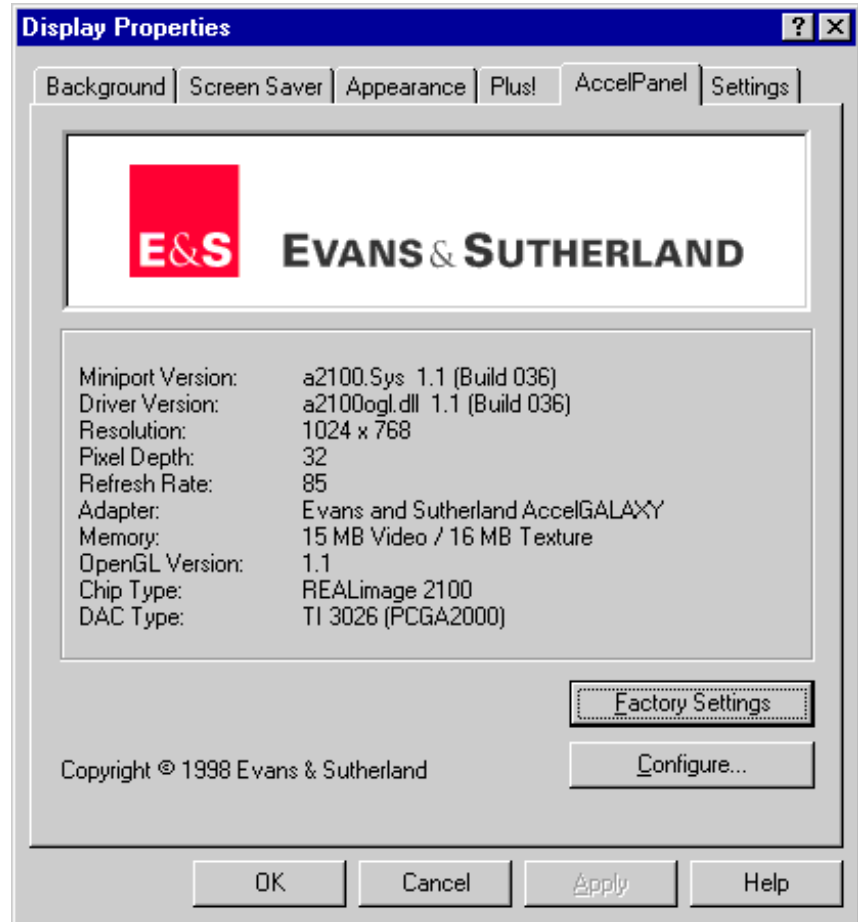 Display Properties
? X
Background Screen Saver Appearance Plus! AccelPanel Settings
E&S EVANS & SUTHERLAND
Miniport Version: a2100.Sys 1.1 (Build 036)
Driver Version: a2100ogl.dll 1.1 (Build 036)
Resolution: 1024 x 768
Pixel Depth: 32
Refresh Rate: 85
Adapter: Evans and Sutherland AccelGALAXY
Memory: 15 MB Video / 16 MB Texture
OpenGL Version: 1.1
Chip Type: REALimage 2100
DAC Type: TI 3026 (PCGA2000)
Factory Settings
Copyright © 1998 Evans & Sutherland
Configure...
OK Cancel Apply Help